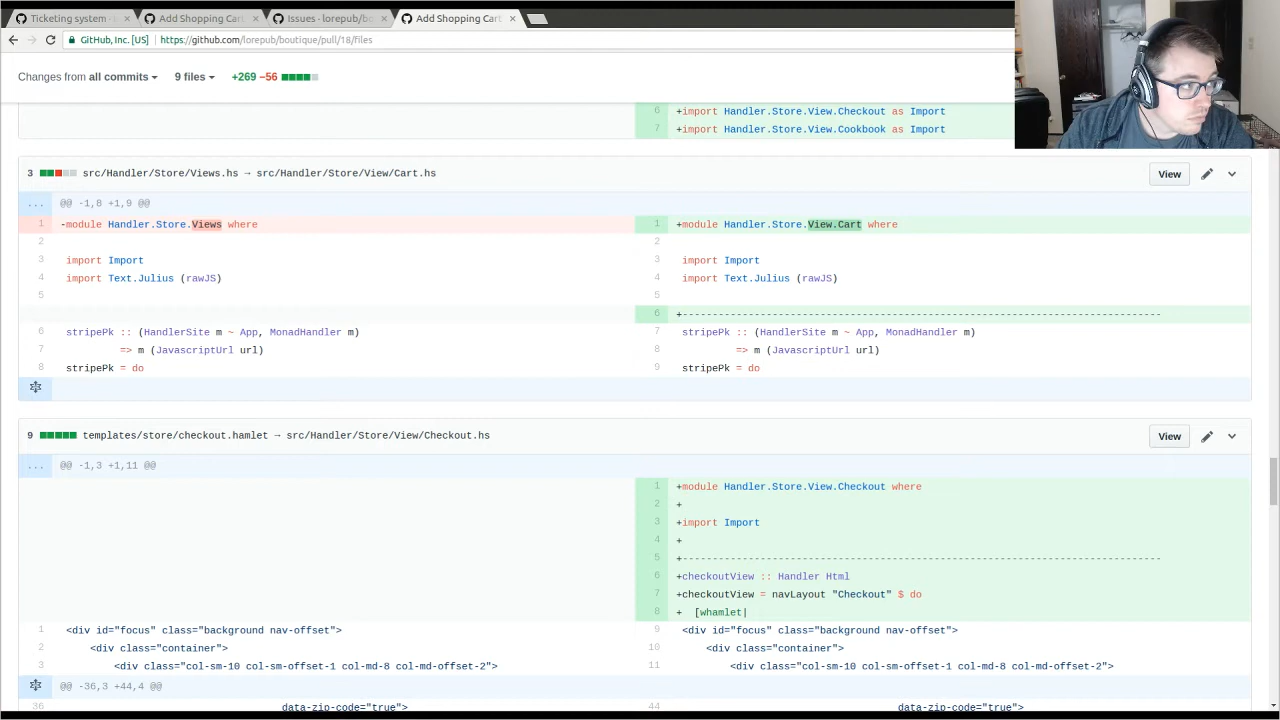 Ticketing system · × Add Shopping Cart × Issues · lorepub/bo × Add Shopping Cart ×
GitHub, Inc. [US] https://github.com/lorepub/boutique/pull/18/files
Changes from all commits 9 files +269 −56
6 +import Handler.Store.View.Checkout as Import
7 +import Handler.Store.View.Cookbook as Import
3 src/Handler/Store/Views.hs → src/Handler/Store/View/Cart.hs View
... @@ -1,8 +1,9 @@
1 -module Handler.Store.Views where 1 +module Handler.Store.View.Cart where
2 2
3 import Import 3 import Import
4 import Text.Julius (rawJS) 4 import Text.Julius (rawJS)
5 5
6 +--------------------------------------------------------------------------------
6 stripePk :: (HandlerSite m ~ App, MonadHandler m) 7 stripePk :: (HandlerSite m ~ App, MonadHandler m)
7 => m (JavascriptUrl url) 8 => m (JavascriptUrl url)
8 stripePk = do 9 stripePk = do
9 templates/store/checkout.hamlet → src/Handler/Store/View/Checkout.hs View
... @@ -1,3 +1,11 @@
1 +module Handler.Store.View.Checkout where
2 +
3 +import Import
4 +
5 +--------------------------------------------------------------------------------
6 +checkoutView :: Handler Html
7 +checkoutView = navLayout "Checkout" $ do
8 + [whamlet|
1 <div id="focus" class="background nav-offset"> 9 <div id="focus" class="background nav-offset">
2 <div class="container"> 10 <div class="container">
3 <div class="col-sm-10 col-sm-offset-1 col-md-8 col-md-offset-2"> 11 <div class="col-sm-10 col-sm-offset-1 col-md-8 col-md-offset-2">
@@ -36,3 +44,4 @@
36 data-zip-code="true"> 44 data-zip-code="true">